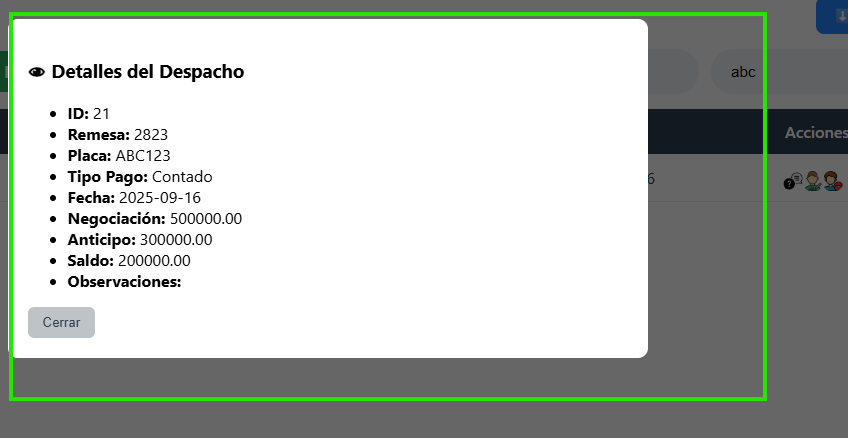 Detalles del Despacho
ID: 21
Remesa: 2823
Placa: ABC123
Tipo Pago: Contado
Fecha: 2025-09-16
Negociación: 500000.00
Anticipo: 300000.00
Saldo: 200000.00
Observaciones:
Cerrar
abc
Acciones
6